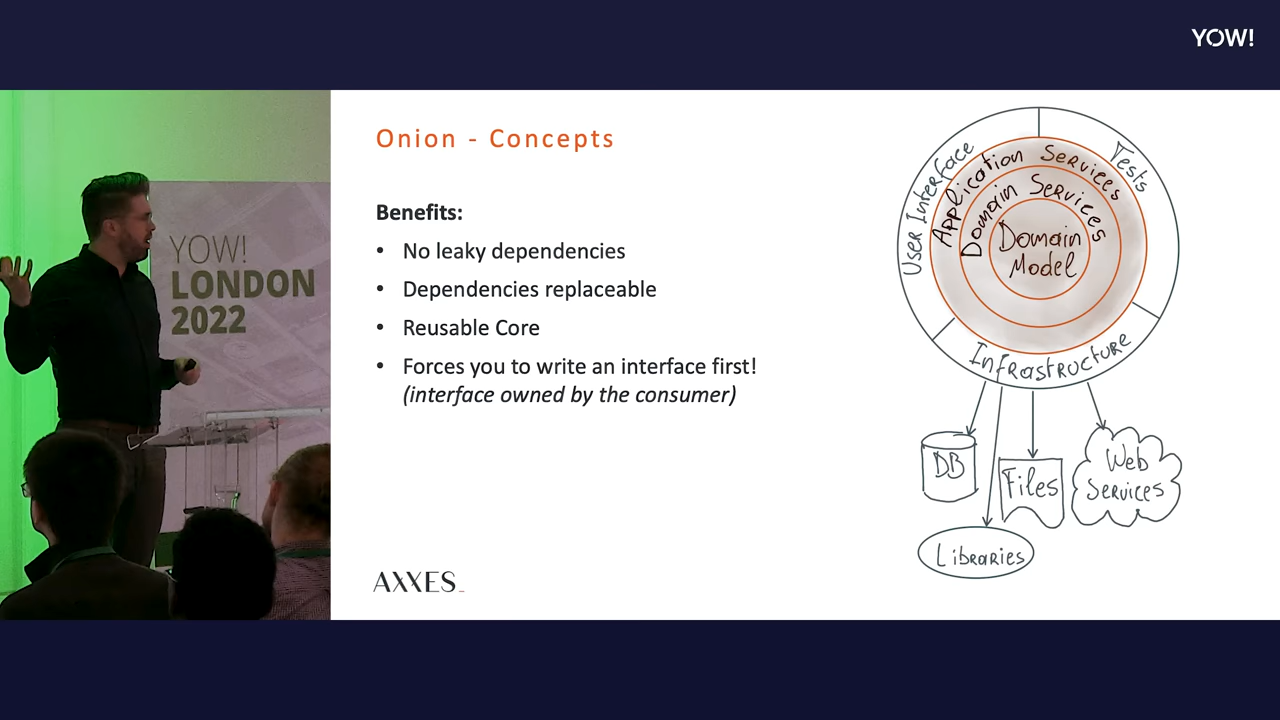 YOW!
YOW!
LONDON
2022
Onion - Concepts
Benefits:
• No leaky dependencies
• Dependencies replaceable
• Reusable Core
• Forces you to write an interface first!
(interface owned by the consumer)
AXXES_
User Interface
Tests
Application Services
Domain Services
Domain
Model
Infrastructure
DB
Files
Web
Services
Libraries